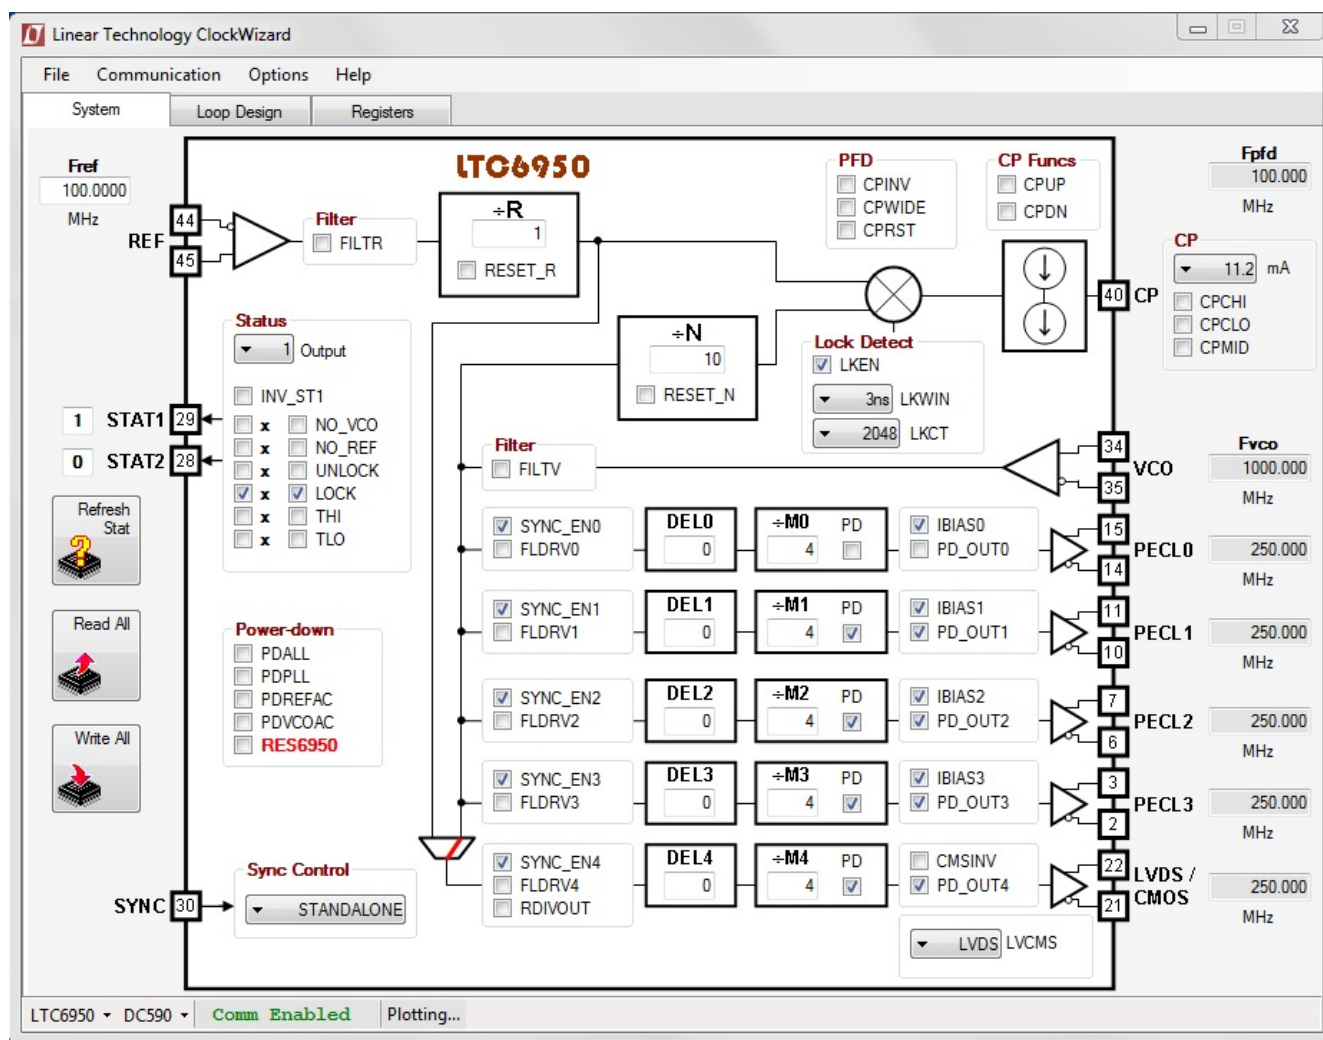 Linear Technology ClockWizard
File Communication Options Help
System Loop Design Registers
LTC6950
Fref
100.0000
MHz
REF
44
45
Filter
FILTR
÷R
1
RESET_R
PFD
CPINV
CPWIDE
CPRST
CP Funcs
CPUP
CPDN
Fpfd
100.000
MHz
CP
11.2 mA
CPCHI
CPCLO
CPMID
40 CP
÷N
10
RESET_N
Lock Detect
LKEN
3ns LKWIN
2048 LKCT
Status
1 Output
INV_ST1
x NO_VCO
x NO_REF
x UNLOCK
x LOCK
x THI
x TLO
1 STAT1 29
0 STAT2 28
Refresh
Stat
Read All
Write All
Power-down
PDALL
PDPLL
PDREFAC
PDVCOAC
RES6950
Sync Control
STANDALONE
SYNC 30
Filter
FILTV
34
35
VCO
Fvco
1000.000
MHz
SYNC_EN0
FLDRV0
DEL0
0
÷M0 PD
4
IBIAS0
PD_OUT0
15
14
PECL0
250.000
MHz
SYNC_EN1
FLDRV1
DEL1
0
÷M1 PD
4
IBIAS1
PD_OUT1
11
10
PECL1
250.000
MHz
SYNC_EN2
FLDRV2
DEL2
0
÷M2 PD
4
IBIAS2
PD_OUT2
7
6
PECL2
250.000
MHz
SYNC_EN3
FLDRV3
DEL3
0
÷M3 PD
4
IBIAS3
PD_OUT3
3
2
PECL3
250.000
MHz
SYNC_EN4
FLDRV4
RDIVOUT
DEL4
0
÷M4 PD
4
CMSINV
PD_OUT4
22
21
LVDS /
CMOS
250.000
MHz
LVDS LVCMS
LTC6950 DC590 Comm Enabled Plotting...